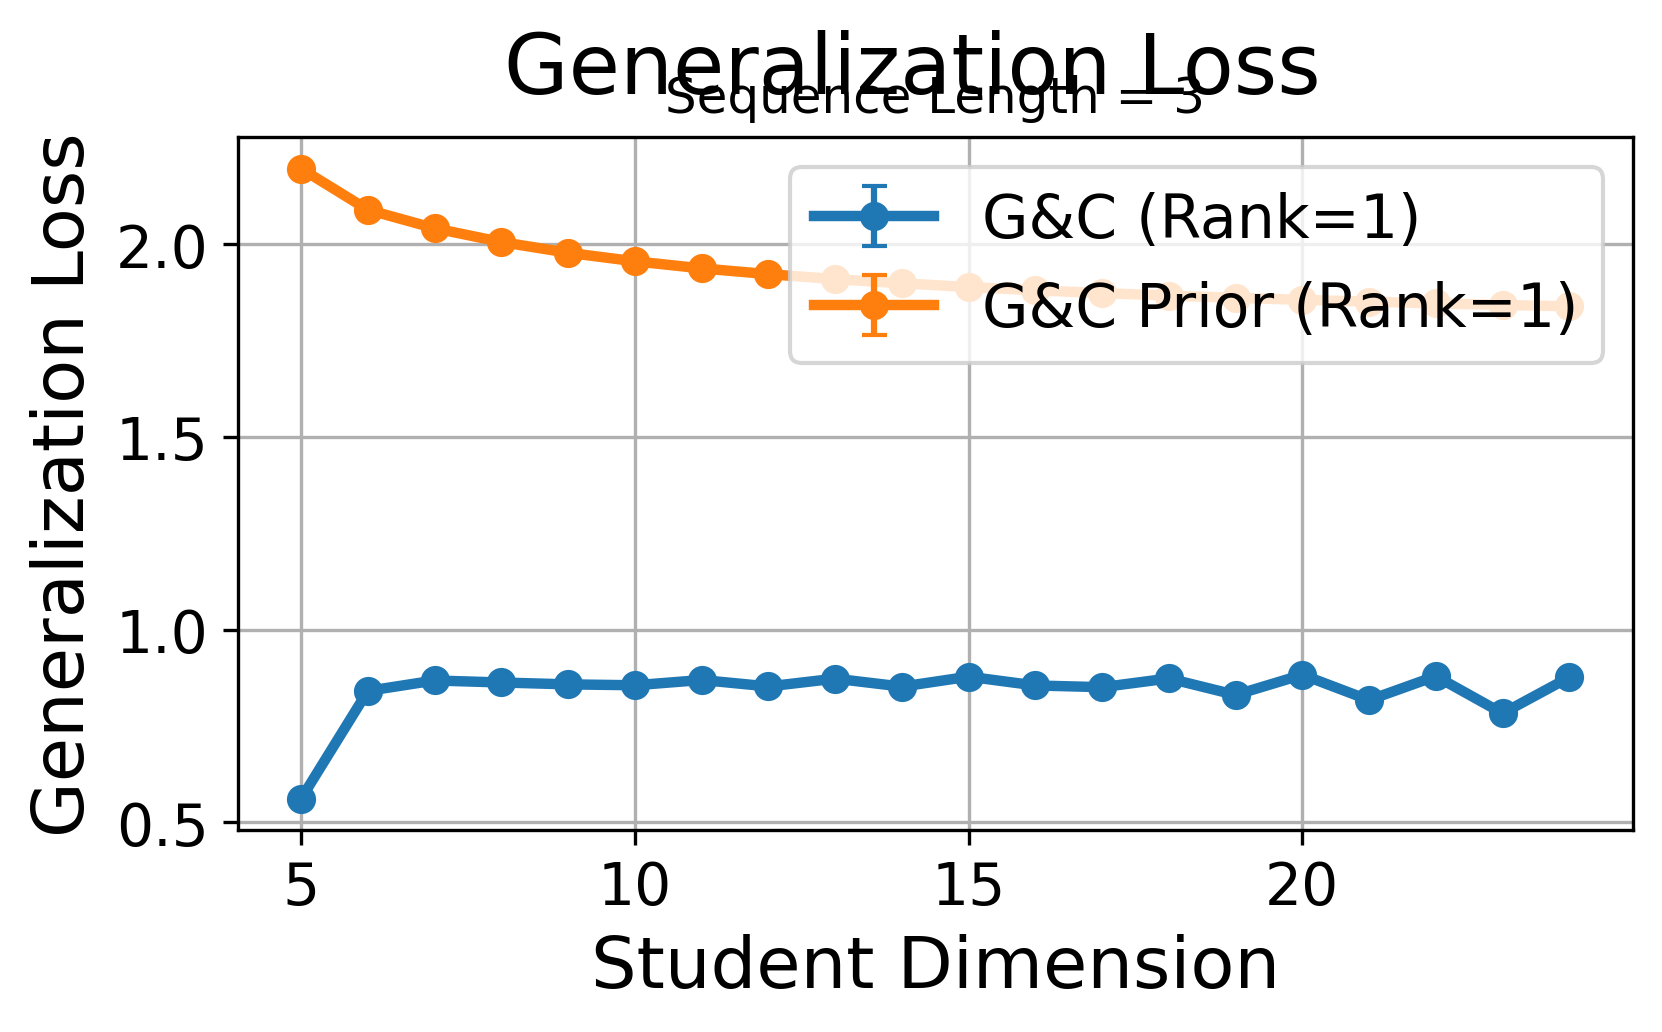 Generalization Loss
Sequence Length = 3
G&C (Rank=1)
G&C Prior (Rank=1)
Generalization Loss
2.0
1.5
1.0
0.5
5 10 15 20
Student Dimension